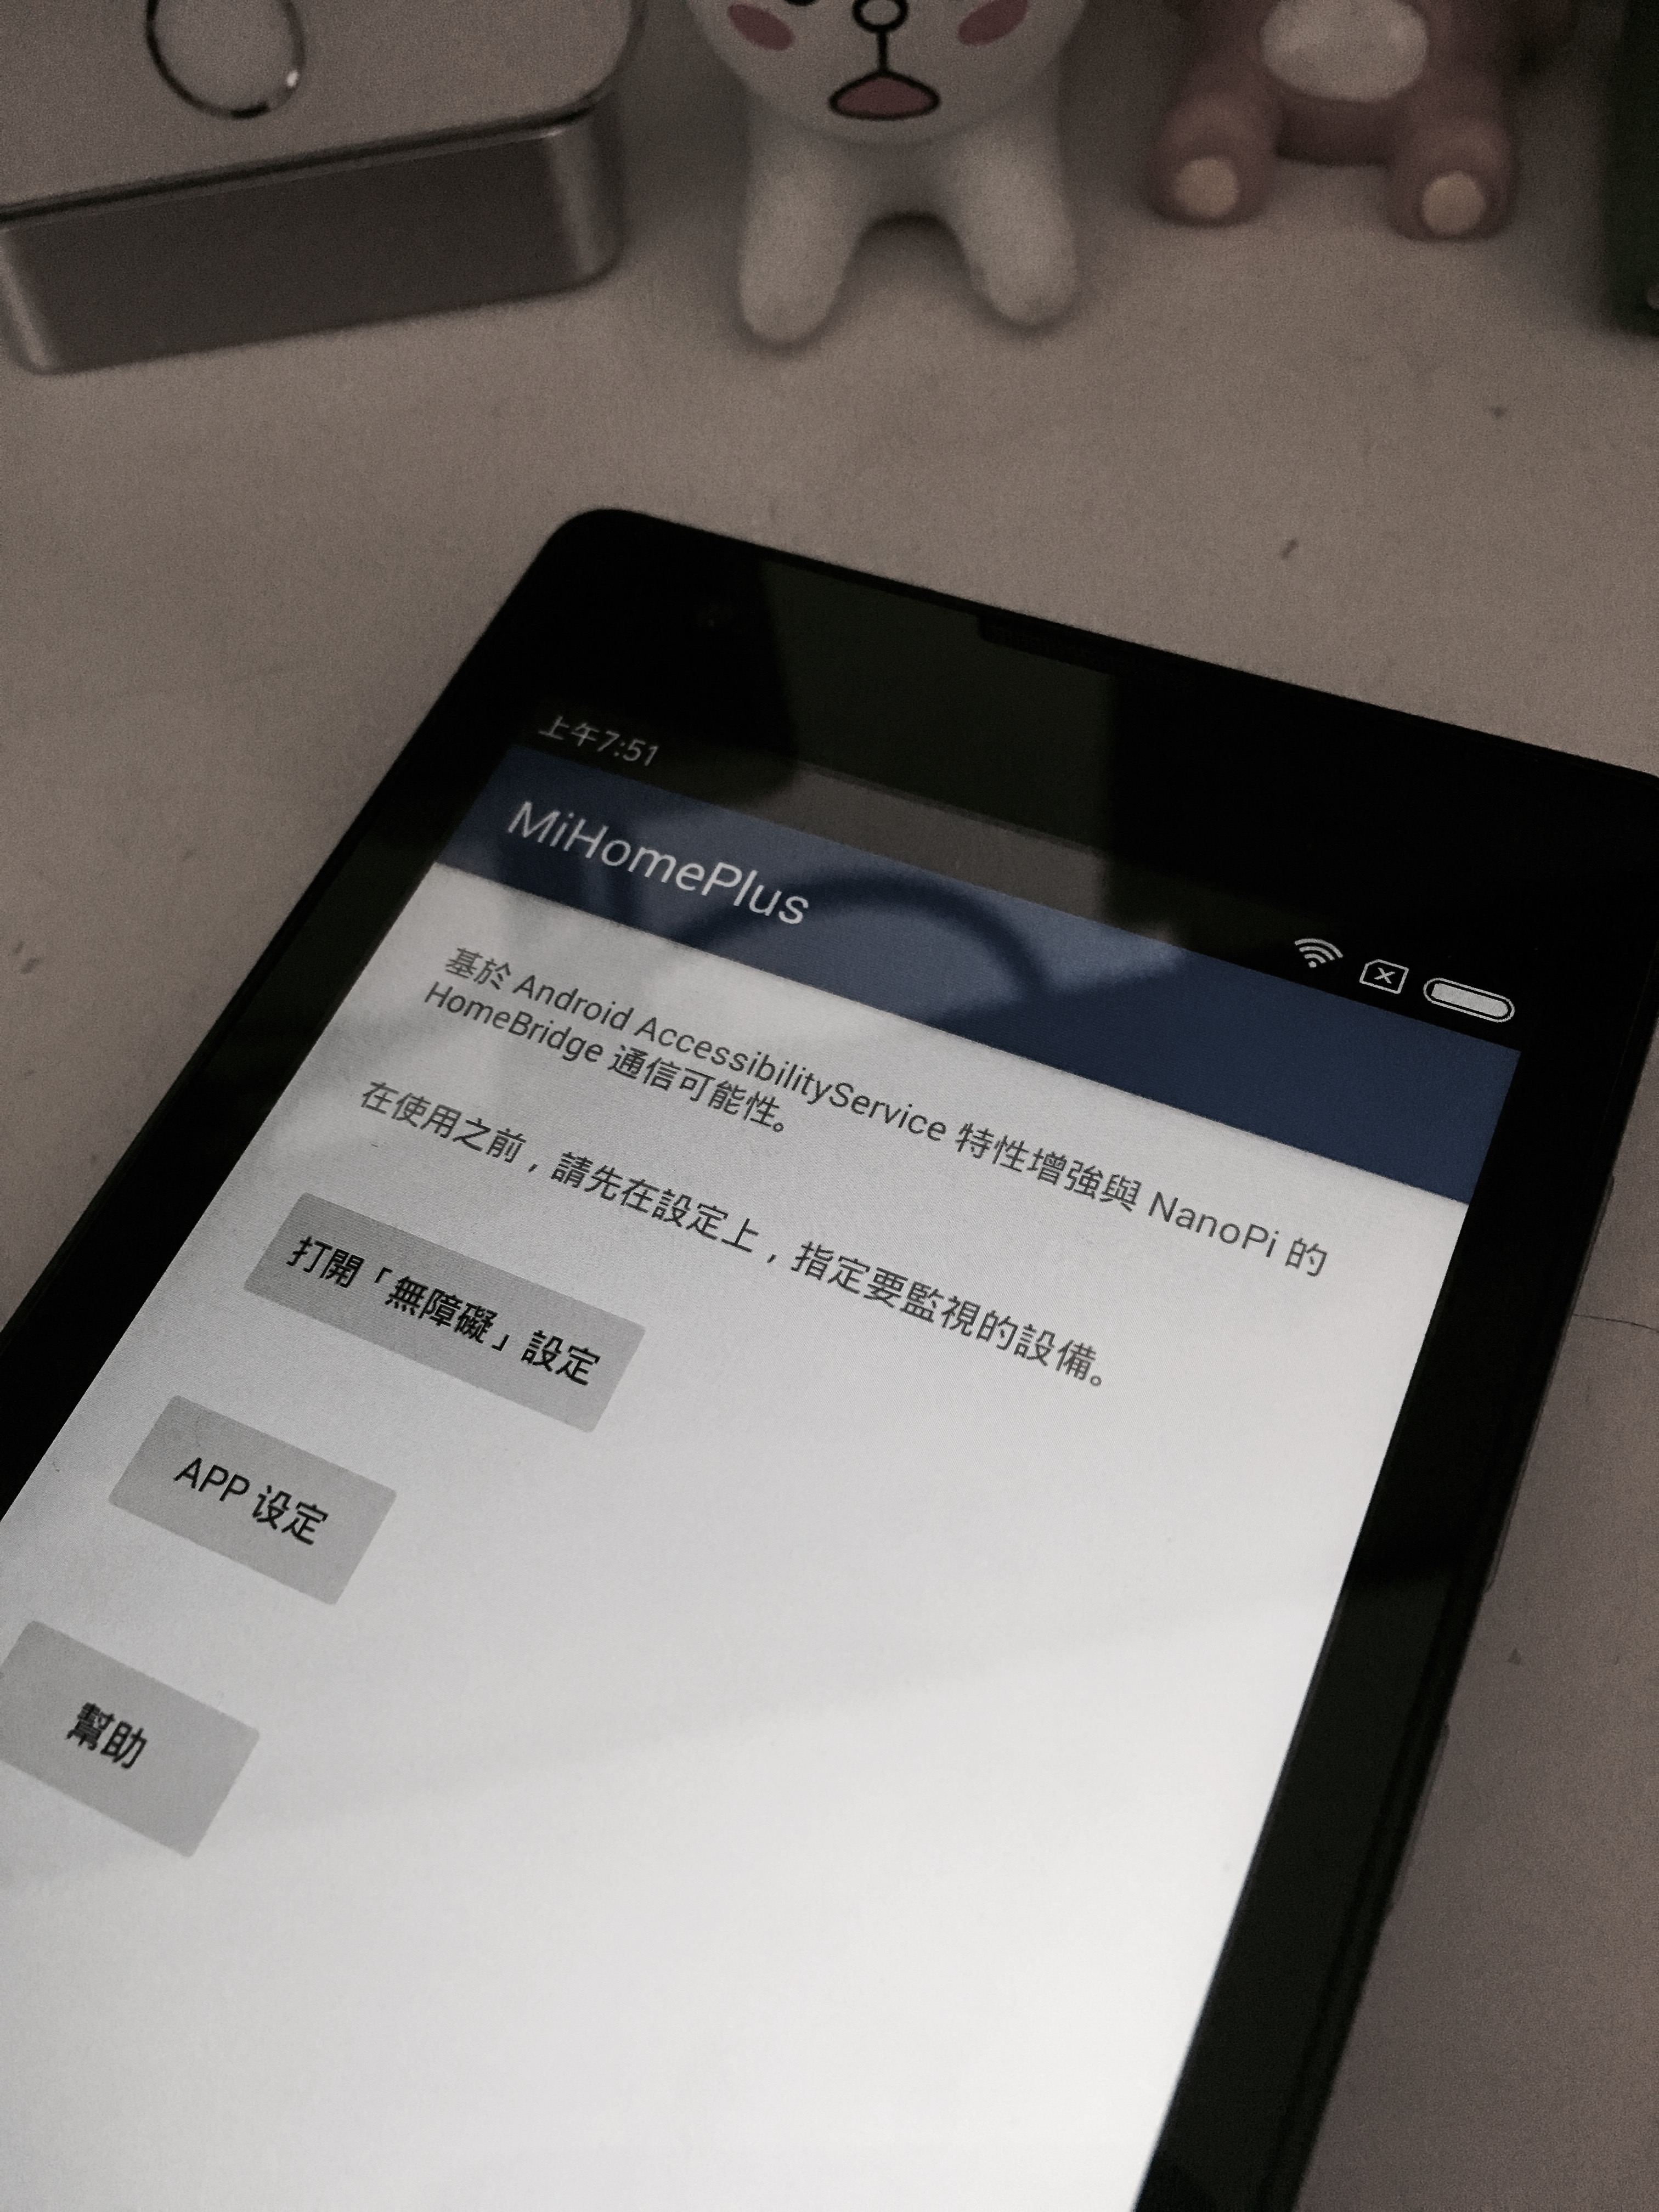 上午7:51
MiHomePlus
基於 Android AccessibilityService 特性增強與 NanoPi 的
HomeBridge 通信可能性。
在使用之前，請先在設定上，指定要監視的設備。
打開「無障礙」設定
APP 设定
幫助